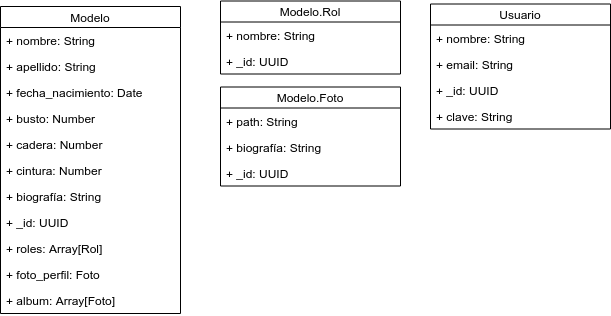 Modelo
+ nombre: String
+ apellido: String
+ fecha_nacimiento: Date
+ busto: Number
+ cadera: Number
+ cintura: Number
+ biografía: String
+ _id: UUID
+ roles: Array[Rol]
+ foto_perfil: Foto
+ album: Array[Foto]
Modelo.Rol
+ nombre: String
+ _id: UUID
Modelo.Foto
+ path: String
+ biografía: String
+ _id: UUID
Usuario
+ nombre: String
+ email: String
+ _id: UUID
+ clave: String